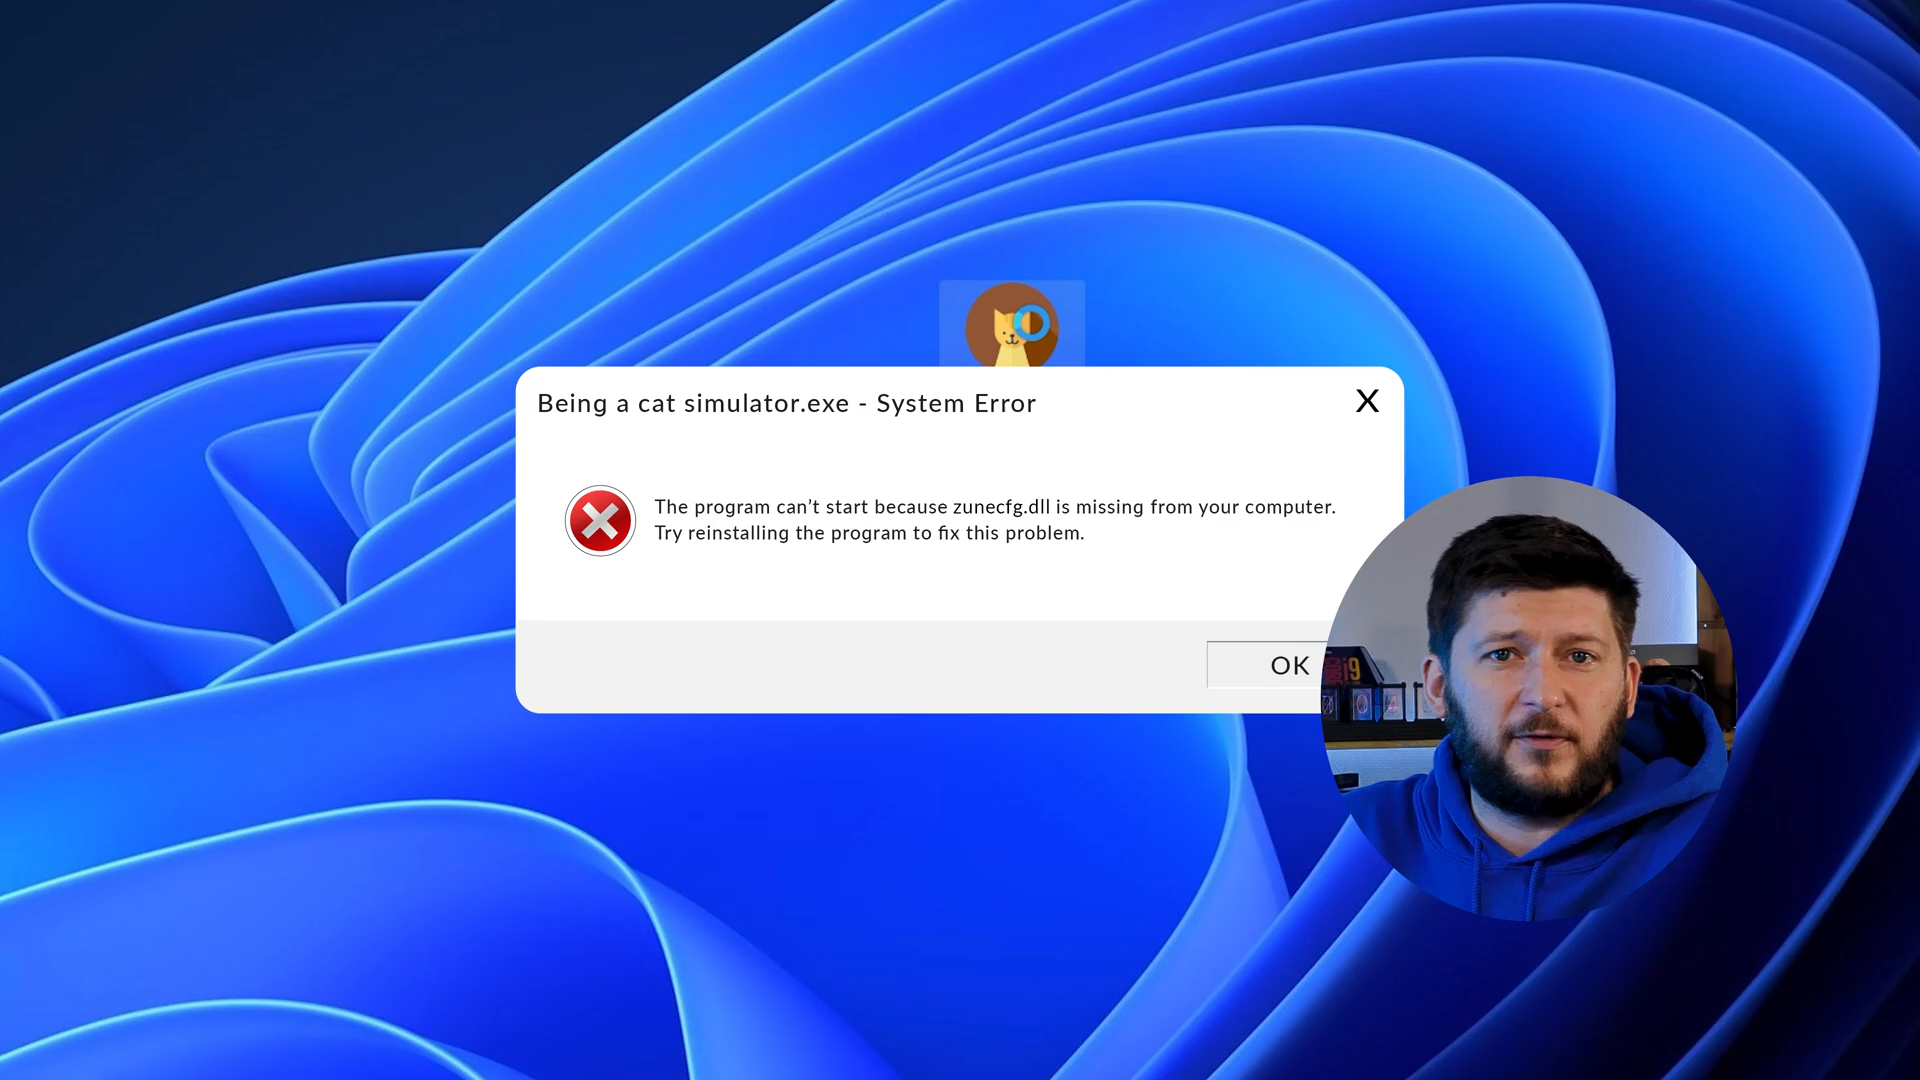 Being a cat simulator.exe - System Error
X
The program can’t start because zunecfg.dll is missing from your computer.
Try reinstalling the program to fix this problem.
OK
i9